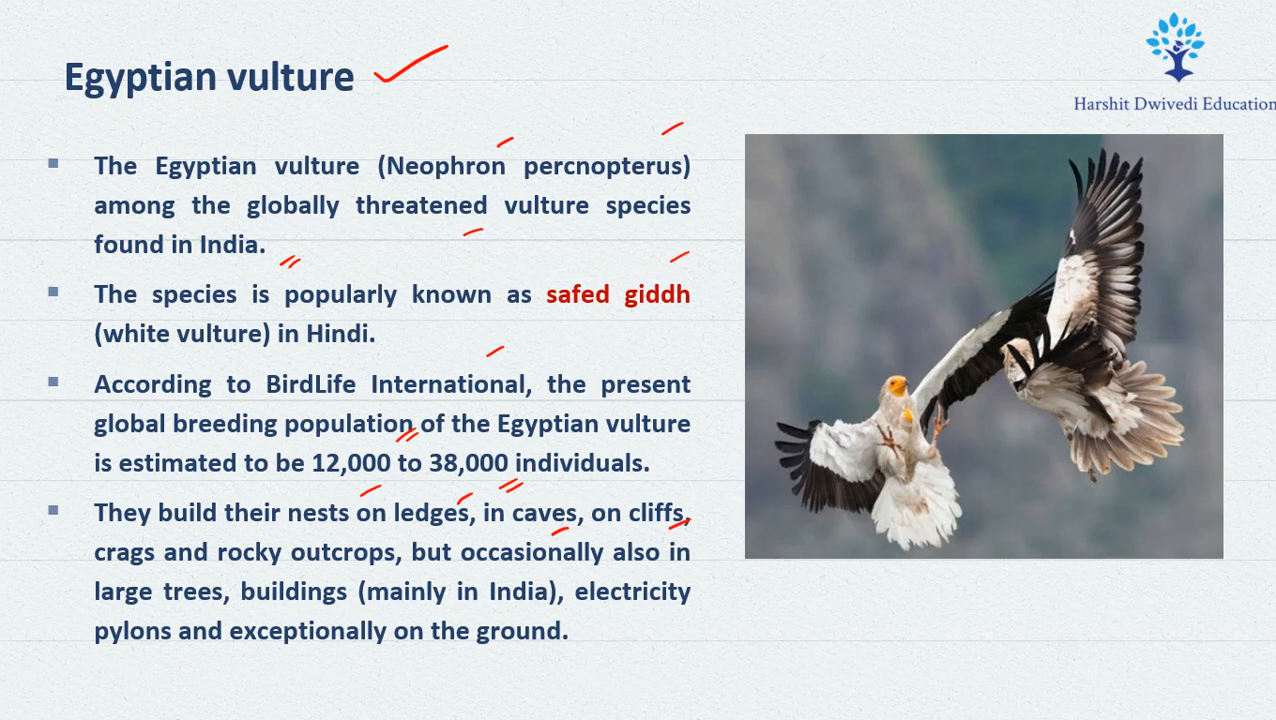 Egyptian vulture
Harshit Dwivedi Education
The Egyptian vulture (Neophron percnopterus)
among the globally threatened vulture species
found in India.
The species is popularly known as safed giddh
(white vulture) in Hindi.
According to BirdLife International, the present
global breeding population of the Egyptian vulture
is estimated to be 12,000 to 38,000 individuals.
They build their nests on ledges, in caves, on cliffs,
crags and rocky outcrops, but occasionally also in
large trees, buildings (mainly in India), electricity
pylons and exceptionally on the ground.